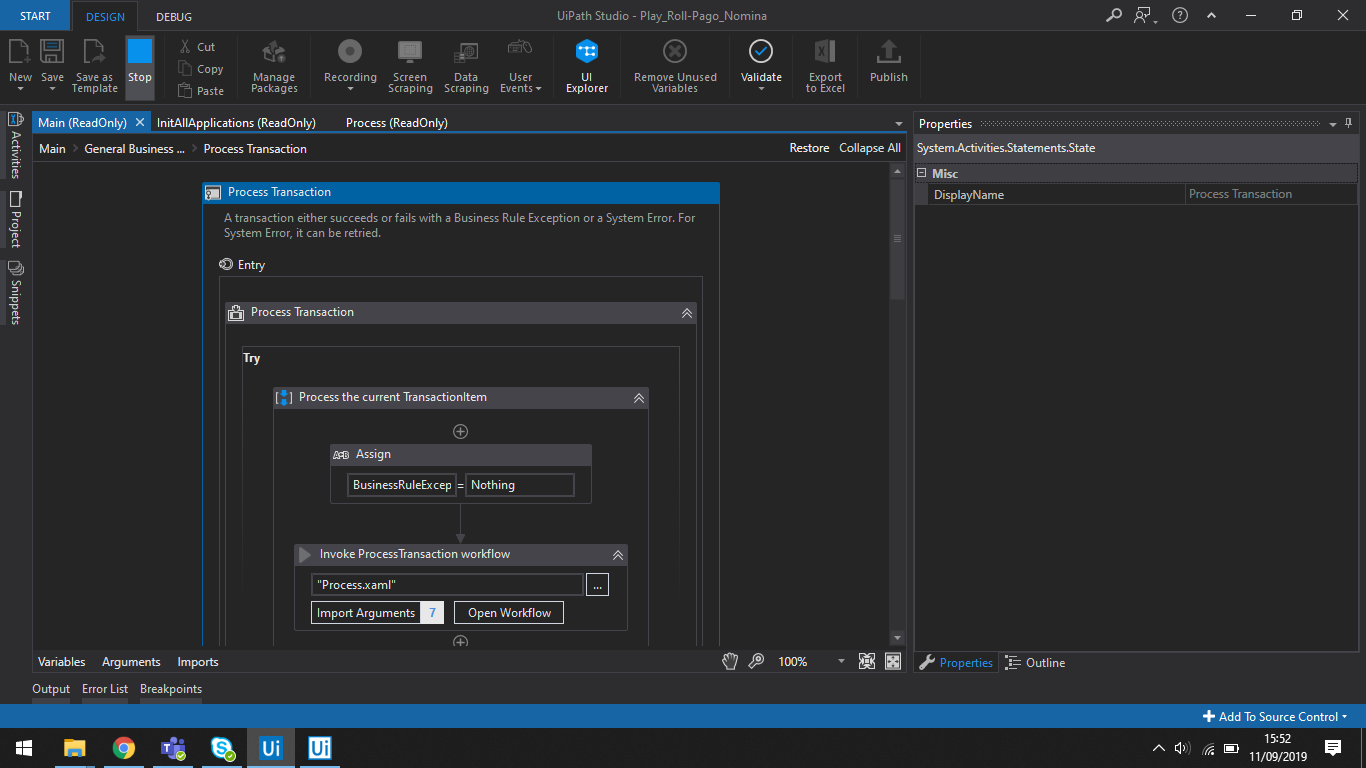 START
DESIGN
DEBUG
UiPath Studio - Play_Roll-Pago_Nomina
New
Save
Save as Template
Stop
Cut
Copy
Paste
Manage Packages
Recording
Screen Scraping
Data Scraping
User Events
UI Explorer
Remove Unused Variables
Validate
Export to Excel
Publish
Activities
Project
Snippets
Main (ReadOnly)
InitAllApplications (ReadOnly)
Process (ReadOnly)
Main > General Business ... > Process Transaction
Restore
Collapse All
Process Transaction
A transaction either succeeds or fails with a Business Rule Exception or a System Error. For
System Error, it can be retried.
Entry
Process Transaction
Try
Process the current TransactionItem
A+B Assign
BusinessRuleExcep = Nothing
Invoke ProcessTransaction workflow
"Process.xaml"
...
Import Arguments 7
Open Workflow
Variables
Arguments
Imports
100%
Output
Error List
Breakpoints
Properties
System.Activities.Statements.State
Misc
DisplayName
Process Transaction
Properties
Outline
Add To Source Control
Ui
Ui
15:52
11/09/2019